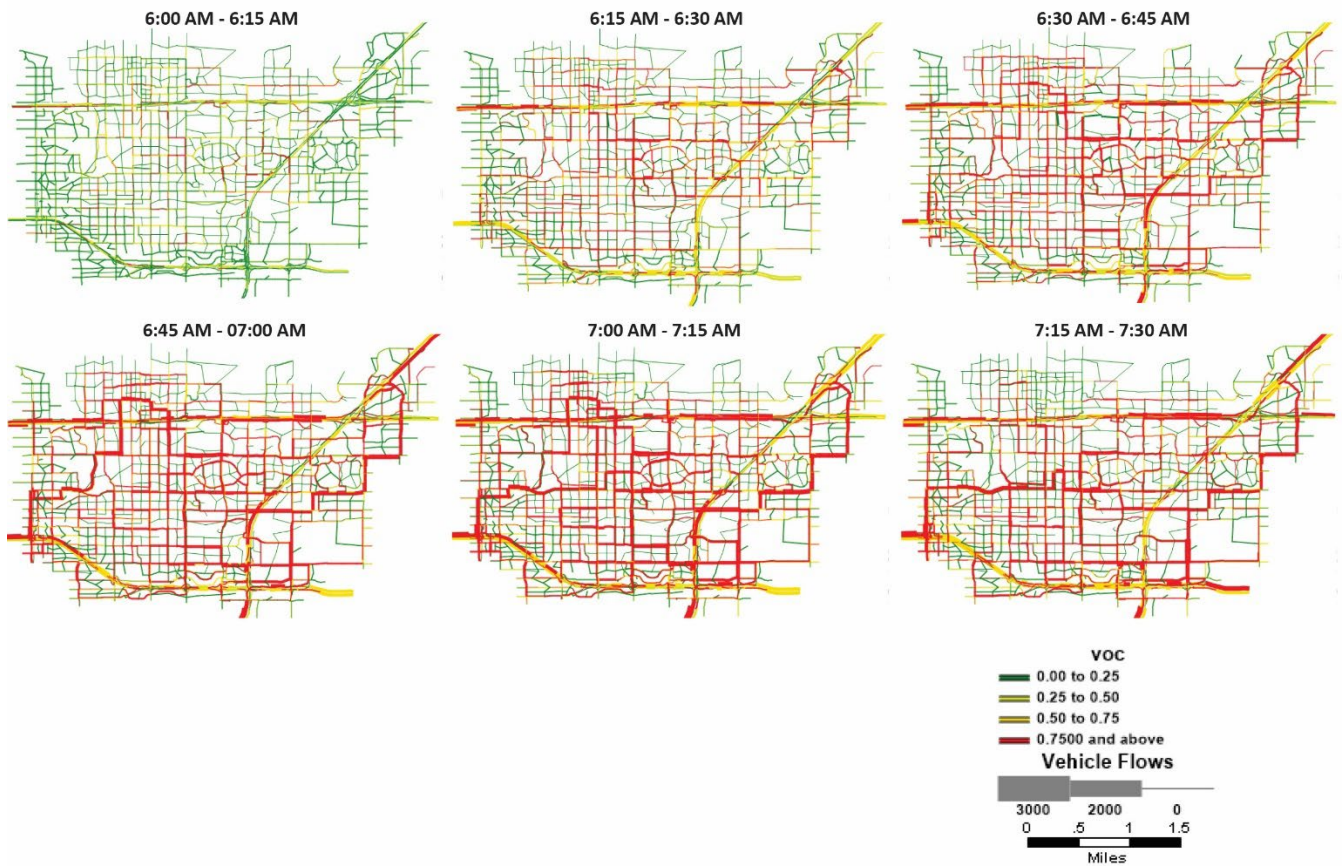 6:00 AM - 6:15 AM
6:15 AM - 6:30 AM
6:30 AM - 6:45 AM
6:45 AM - 07:00 AM
7:00 AM - 7:15 AM
7:15 AM - 7:30 AM
VOC
0.00 to 0.25
0.25 to 0.50
0.50 to 0.75
0.7500 and above
Vehicle Flows
3000 2000 0
0 .5 1 1.5
Miles